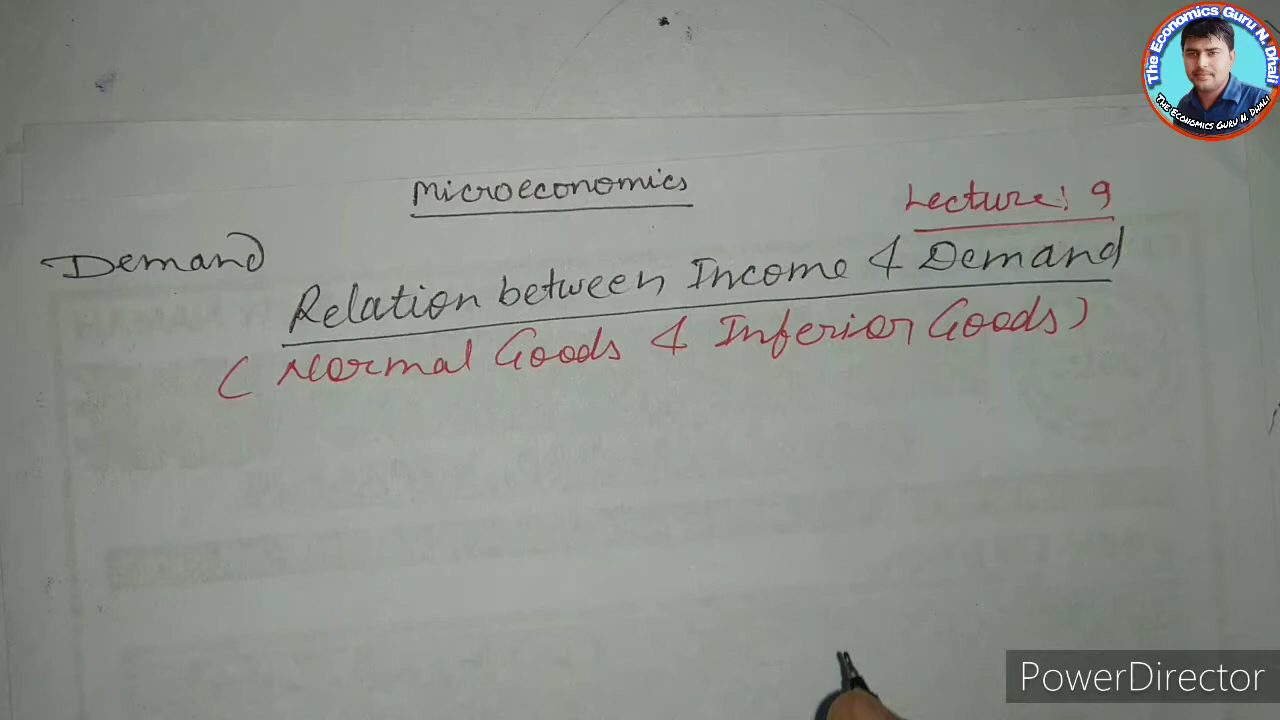 The Economics Guru N. Dhali
THE ECONOMICS GURU N. DHALI
Microeconomics
Lecture: 9
Demand
Relation between Income & Demand
( Normal Goods & Inferior Goods)
PowerDirector